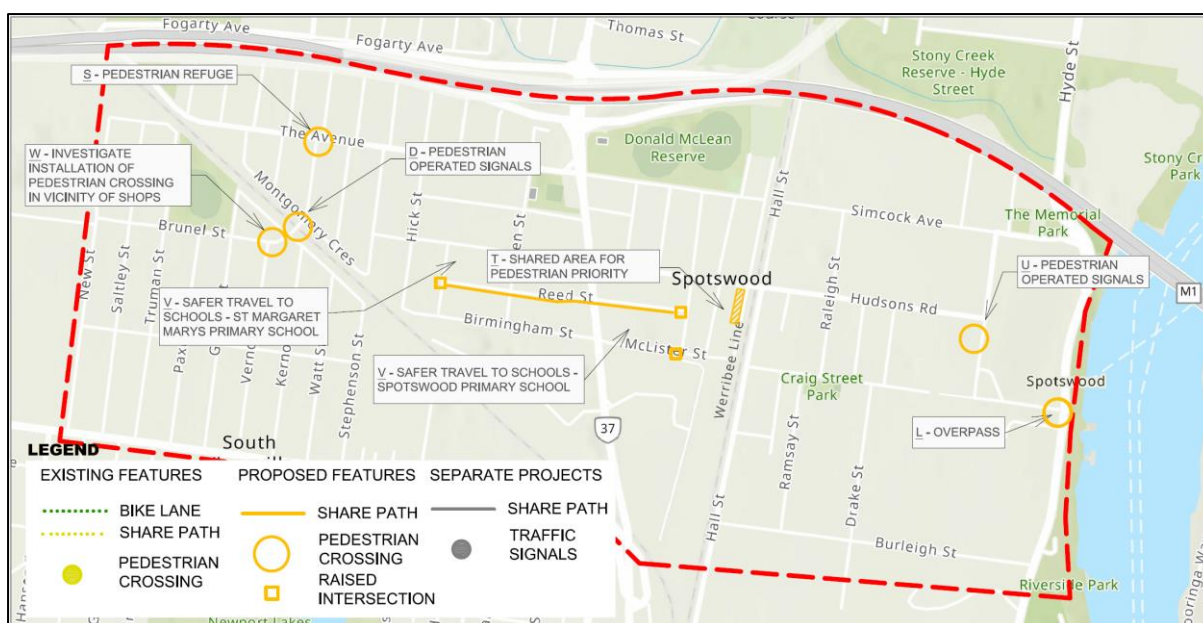 Fogarty Ave
Fogarty Ave
Thomas St
Course
Hyde St
Stony Creek
Reserve - Hyde
Street
S - PEDESTRIAN REFUGE
The Avenue
Donald McLean
Reserve
Stony Cr
Park
W - INVESTIGATE
INSTALLATION OF
PEDESTRIAN CROSSING
IN VICINITY OF SHOPS
D - PEDESTRIAN
OPERATED SIGNALS
Montgomery Cres
Hick St
Hall St
Simcock Ave
The Memorial
Park
Brunel St
New St
Saltley St
Truman St
en St
T - SHARED AREA FOR
PEDESTRIAN PRIORITY
Spotswood
U - PEDESTRIAN
OPERATED SIGNALS
M1
V - SAFER TRAVEL TO
SCHOOLS - ST MARGARET
MARYS PRIMARY SCHOOL
Reed St
Hudsons Rd
Raleigh St
Birmingham St
McLister St
Werribee Line
Pax
G
Verno
Kerno
Watt S
Stephenson St
V - SAFER TRAVEL TO SCHOOLS -
SPOTSWOOD PRIMARY SCHOOL
Craig Street
Park
Spotswood
L - OVERPASS
37
South
Ramsay St
Drake St
Hall St
Burleigh St
Riverside Park
Newport Lakes
LEGEND
EXISTING FEATURES
BIKE LANE
SHARE PATH
PEDESTRIAN
CROSSING
PROPOSED FEATURES
SHARE PATH
PEDESTRIAN
CROSSING
RAISED
INTERSECTION
SEPARATE PROJECTS
SHARE PATH
TRAFFIC
SIGNALS